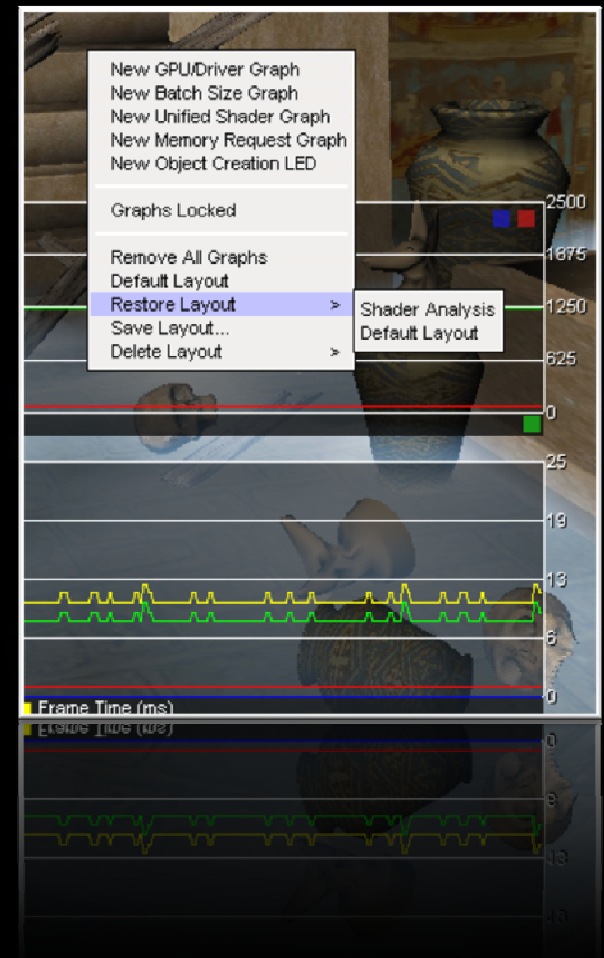 New GPU/Driver Graph
New Batch Size Graph
New Unified Shader Graph
New Memory Request Graph
New Object Creation LED
Graphs Locked
Remove All Graphs
Default Layout
Restore Layout >
Save Layout...
Delete Layout >
Shader Analysis
Default Layout
2500
1875
1250
625
0
25
19
13
6
0
Frame Time (ms)